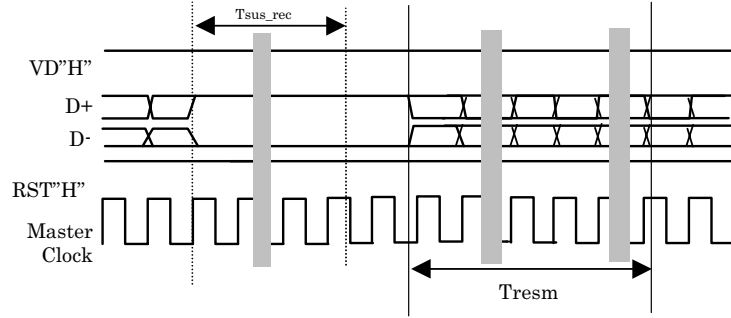 Tsus_rec
VD"H"
D+
D-
RST"H"
Master
Clock
Tresm